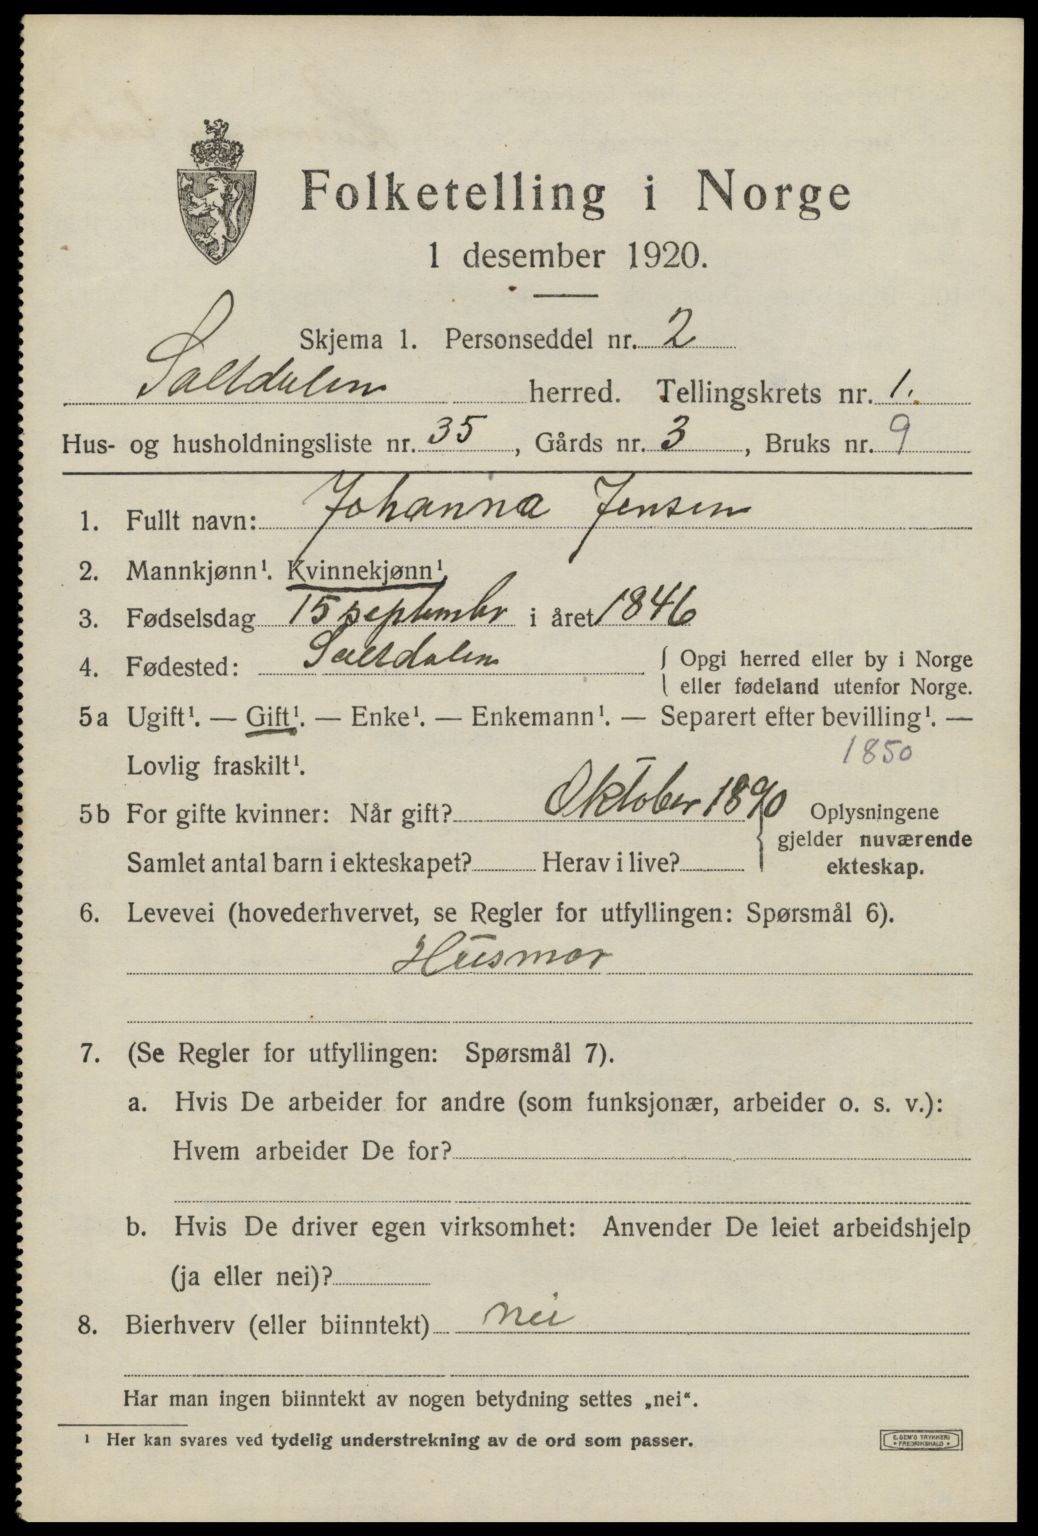 Folketelling i Norge
1 desember 1920.
Skjema 1. Personseddel nr. 2
Saltdalen herred. Tellingskrets nr. 1.
Hus- og husholdningsliste nr. 35, Gårds nr. 3, Bruks nr. 9
1. Fullt navn: Johanna Jensen
2. Mannkjønn¹. Kvinnekjønn¹.
3. Fødselsdag 15 september i året 1846
4. Fødested: Saltdalen { Opgi herred eller by i Norge
eller fødeland utenfor Norge.
5a Ugift¹. — Gift¹. — Enke¹. — Enkemann¹. — Separert efter bevilling¹. —
Lovlig fraskilt¹. 1850
5b For gifte kvinner: Når gift? Oktober 1890 { Oplysningene
gjelder nuværende
Samlet antal barn i ekteskapet? Herav i live? ekteskap.
6. Levevei (hovederhvervet, se Regler for utfyllingen: Spørsmål 6).
Husmor
7. (Se Regler for utfyllingen: Spørsmål 7).
a. Hvis De arbeider for andre (som funksjonær, arbeider o. s. v.):
Hvem arbeider De for?
b. Hvis De driver egen virksomhet: Anvender De leiet arbeidshjelp
(ja eller nei)?
8. Bierhverv (eller biinntekt) nei
Har man ingen biinntekt av nogen betydning settes „nei“.
¹ Her kan svares ved tydelig understrekning av de ord som passer.
E. SEM'S TRYKKERI
* FREDRIKSHALD *